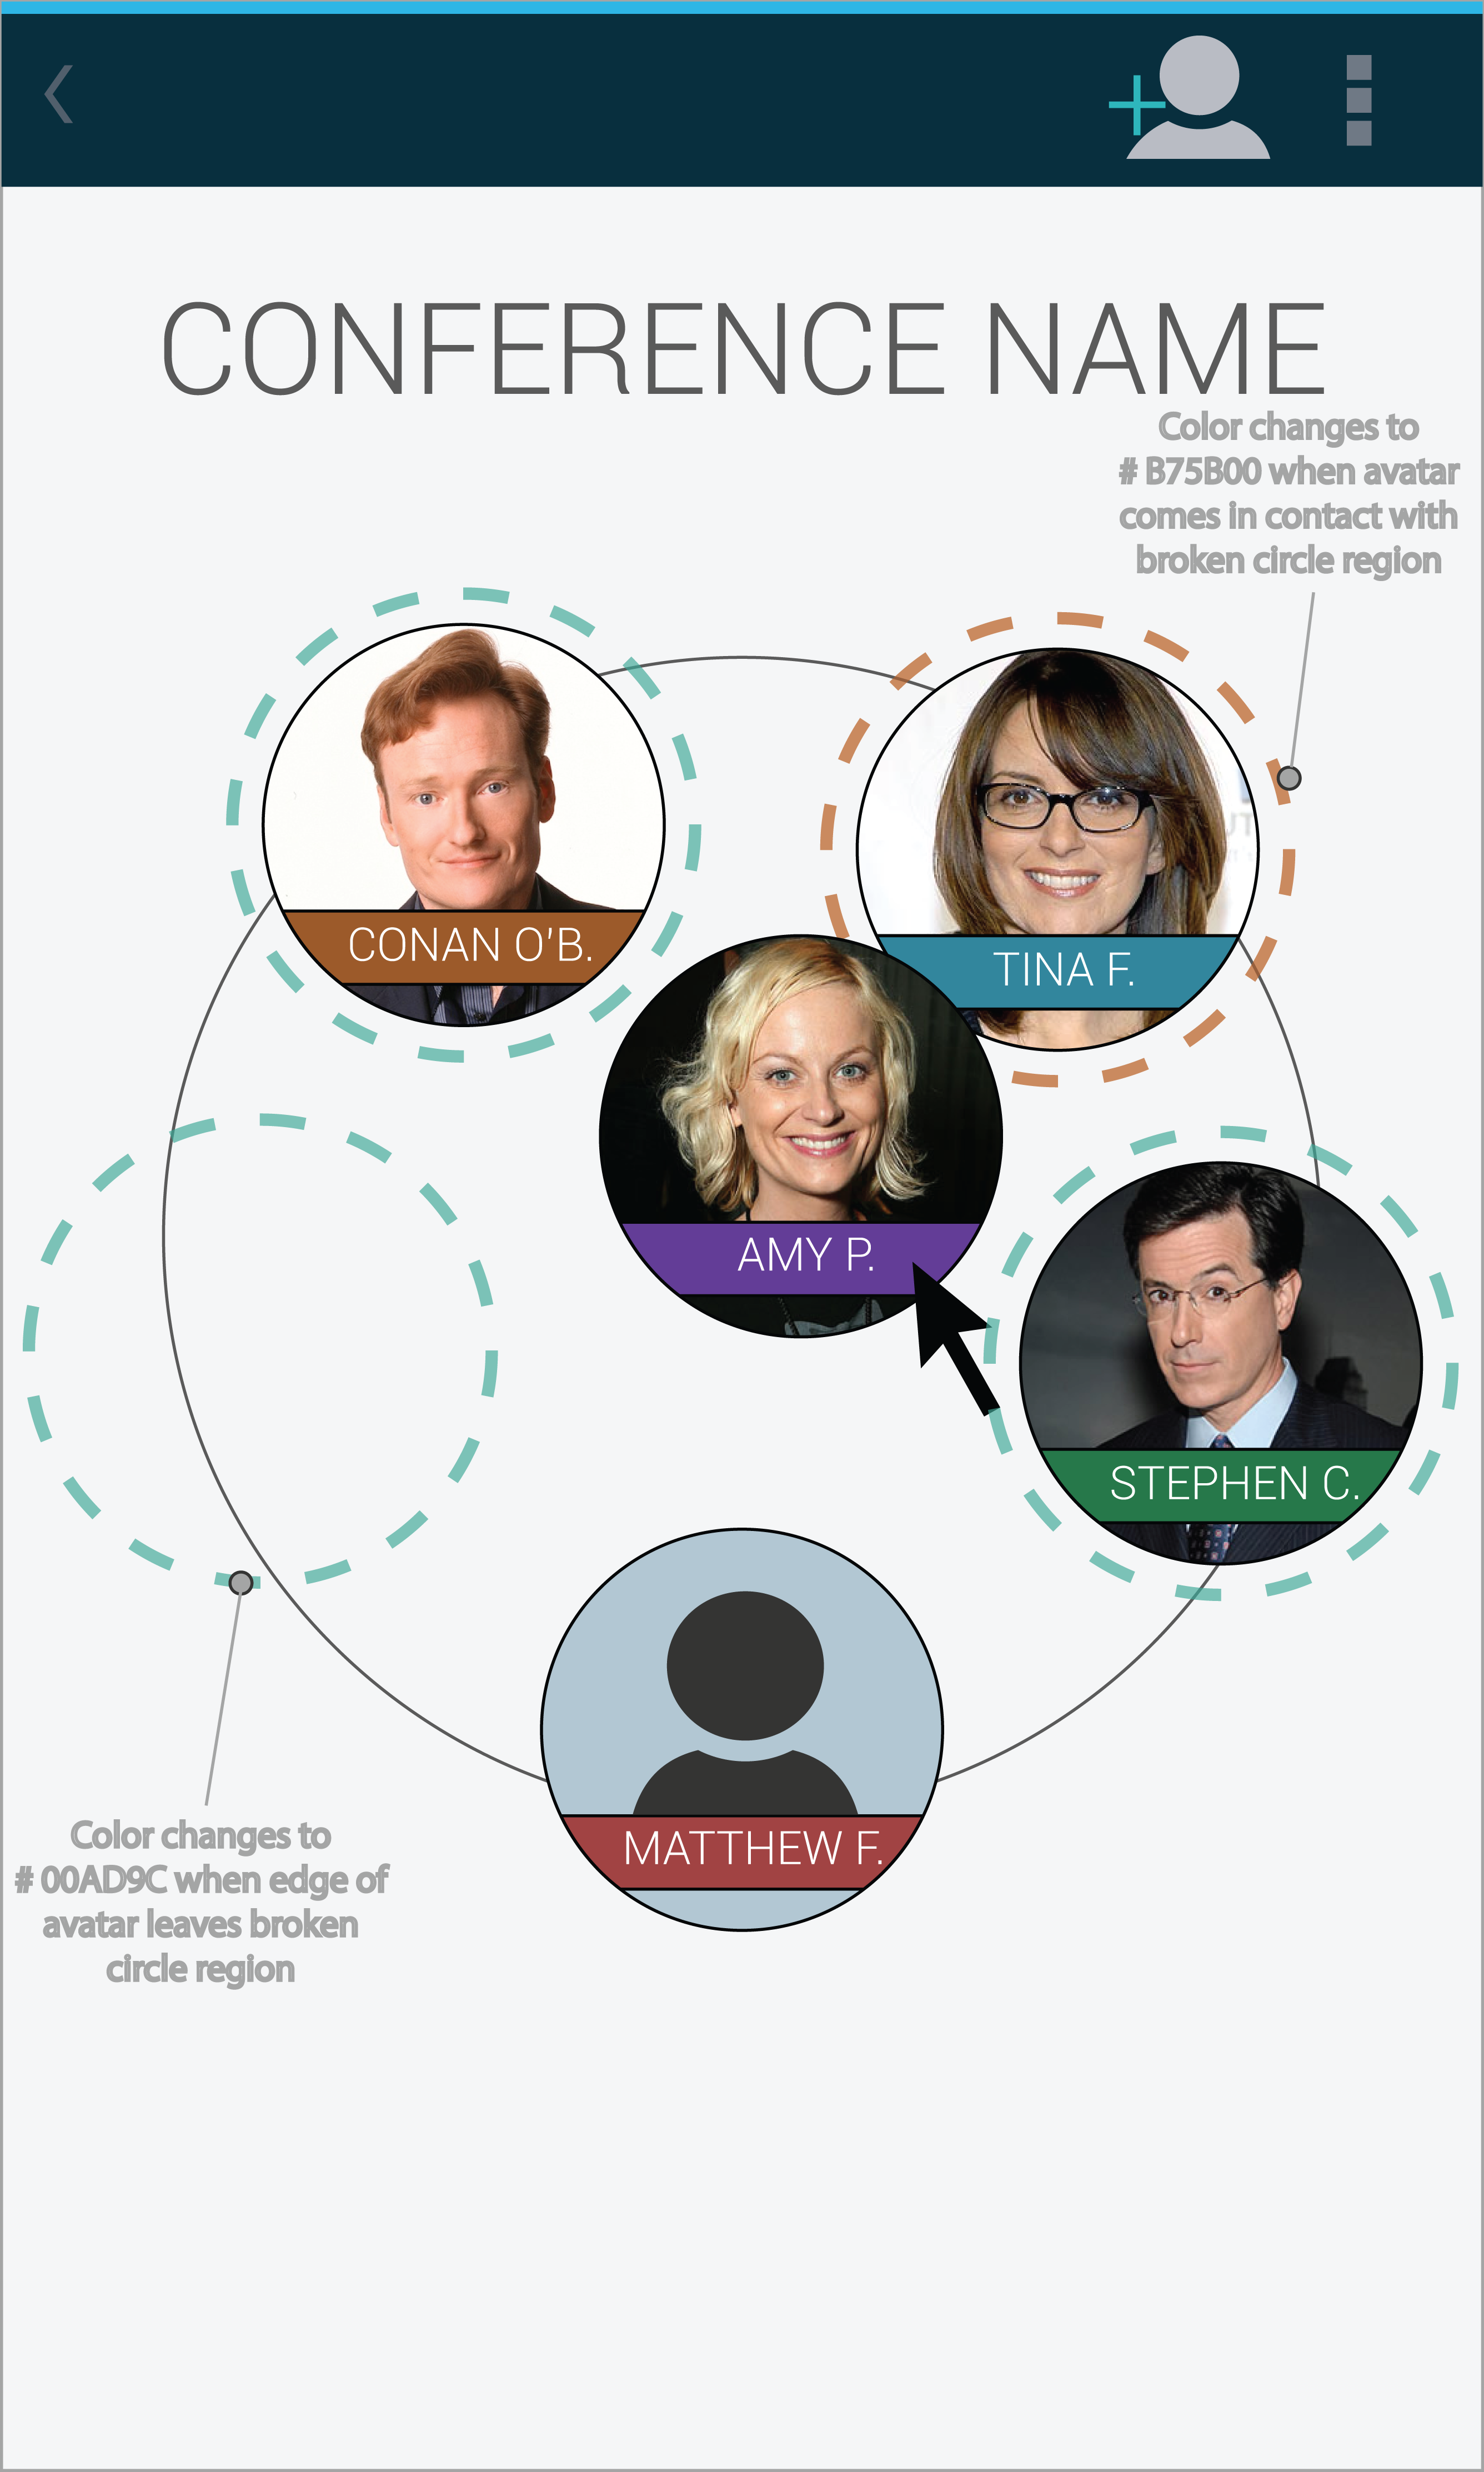 CONFERENCE NAME
Color changes to
# B75B00 when avatar
comes in contact with
broken circle region
CONAN O'B.
TINA F.
AMY P.
STEPHEN C.
MATTHEW F.
Color changes to
# 00AD9C when edge of
avatar leaves broken
circle region